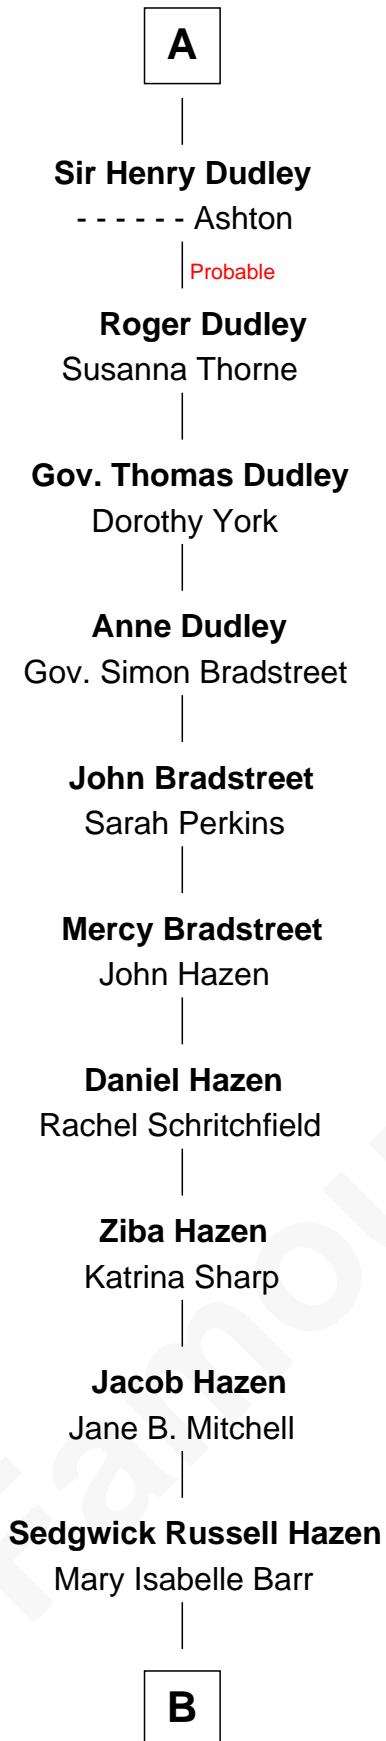 A
Sir Henry Dudley
- - - - - - Ashton
Probable
Roger Dudley
Susanna Thorne
Gov. Thomas Dudley
Dorothy York
Anne Dudley
Gov. Simon Bradstreet
John Bradstreet
Sarah Perkins
Mercy Bradstreet
John Hazen
Daniel Hazen
Rachel Schritchfield
Ziba Hazen
Katrina Sharp
Jacob Hazen
Jane B. Mitchell
Sedgwick Russell Hazen
Mary Isabelle Barr
B
Famou